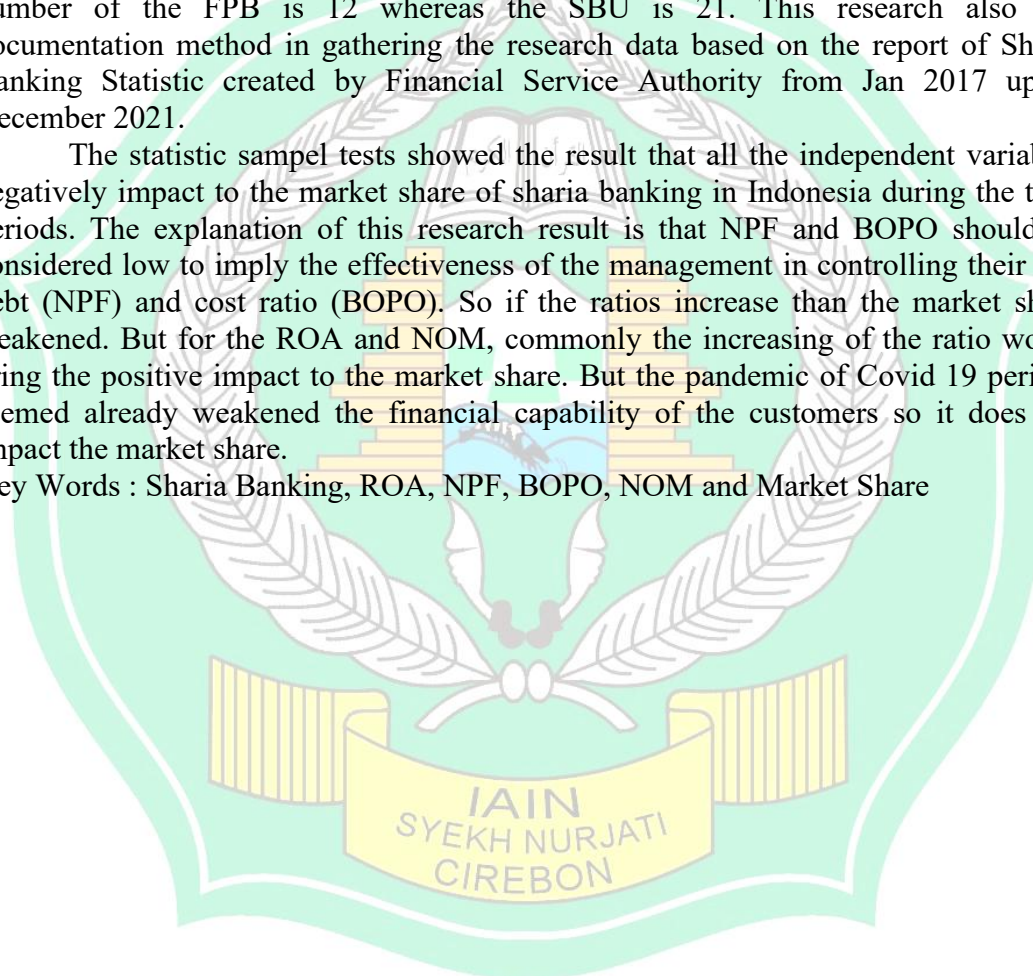 umber of the FPB is 12 whereas the SBU is 21. This research also
ocumentation method in gathering the research data based on the report of Sh
anking Statistic created by Financial Service Authority from Jan 2017 up
ecember 2021.
The statistic sampel tests showed the result that all the independent varial
egatively impact to the market share of sharia banking in Indonesia during the t
eriods. The explanation of this research result is that NPF and BOPO should
onsidered low to imply the effectiveness of the management in controlling their
ebt (NPF) and cost ratio (BOPO). So if the ratios increase than the market sh
eakened. But for the ROA and NOM, commonly the increasing of the ratio wo
ring the positive impact to the market share. But the pandemic of Covid 19 peri
emed already weakened the financial capability of the customers so it does
mpact the market share.
ey Words : Sharia Banking, ROA, NPF, BOPO, NOM and Market Share
IAIN
SYEKH NURJATI
CIREBON